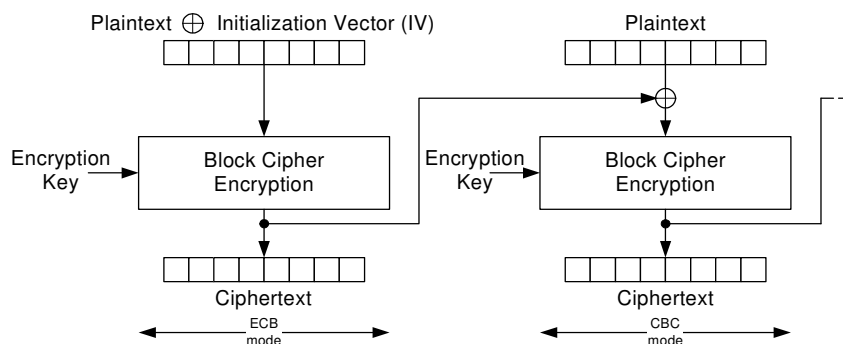 Plaintext ⊕ Initialization Vector (IV)
Plaintext
Encryption
Key
Block Cipher
Encryption
Encryption
Key
Block Cipher
Encryption
Ciphertext
Ciphertext
ECB
mode
CBC
mode